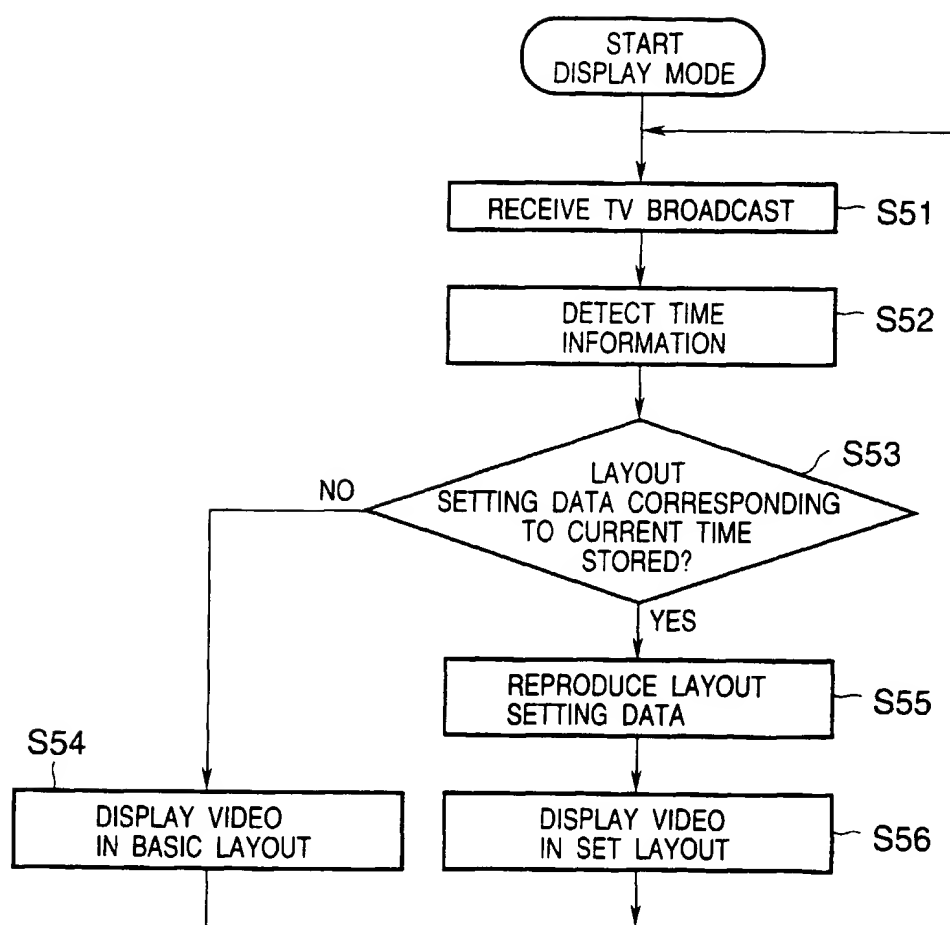 START
DISPLAY MODE
RECEIVE TV BROADCAST
S51
DETECT TIME
INFORMATION
S52
S53
LAYOUT
SETTING DATA CORRESPONDING
TO CURRENT TIME
STORED?
NO
YES
REPRODUCE LAYOUT
SETTING DATA
S55
S54
DISPLAY VIDEO
IN BASIC LAYOUT
DISPLAY VIDEO
IN SET LAYOUT
S56